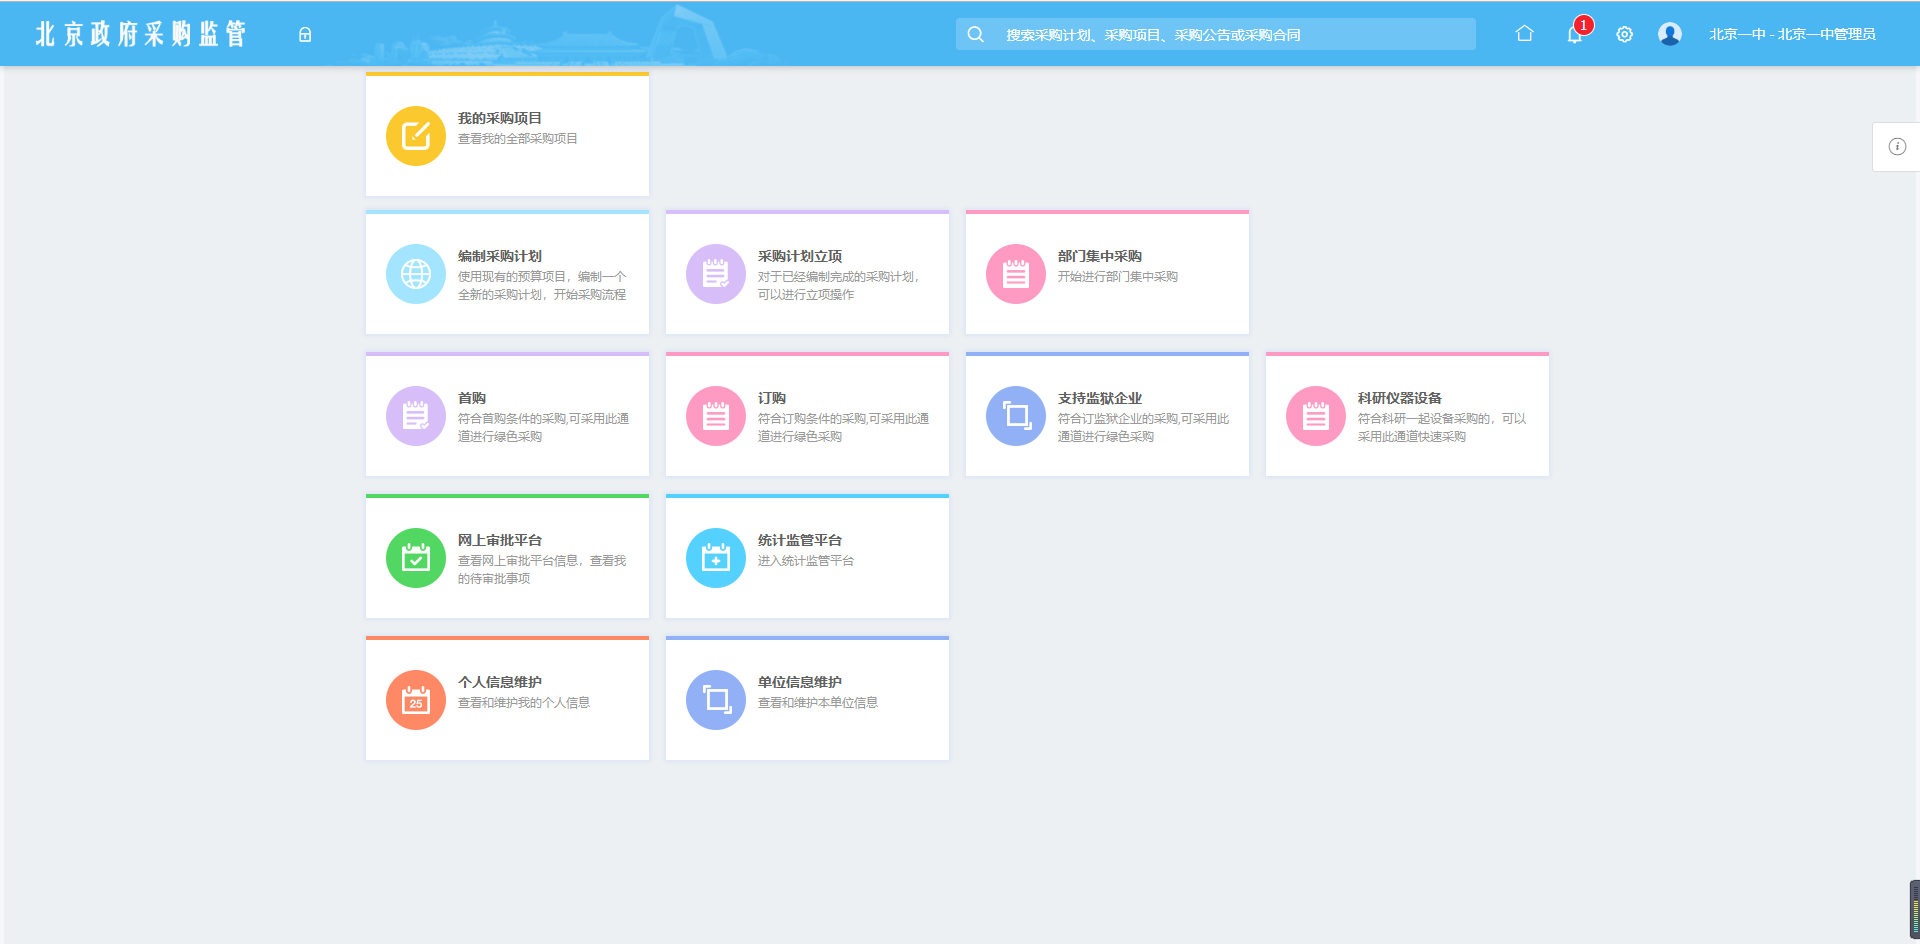 北京政府采购监管
搜索采购计划、采购项目、采购公告或采购合同
1
北京一中 - 北京一中管理员
我的采购项目
查看我的全部采购项目
编制采购计划
使用现有的预算项目，编制一个
全新的采购计划，开始采购流程
采购计划立项
对于已经编制完成的采购计划，
可以进行立项操作
部门集中采购
开始进行部门集中采购
首购
符合首购条件的采购,可采用此通
道进行绿色采购
订购
符合订购条件的采购,可采用此通
道进行绿色采购
支持监狱企业
符合订监狱企业的采购,可采用此
通道进行绿色采购
科研仪器设备
符合科研一起设备采购的，可以
采用此通道快速采购
网上审批平台
查看网上审批平台信息，查看我
的待审批事项
统计监管平台
进入统计监管平台
25
个人信息维护
查看和维护我的个人信息
单位信息维护
查看和维护本单位信息